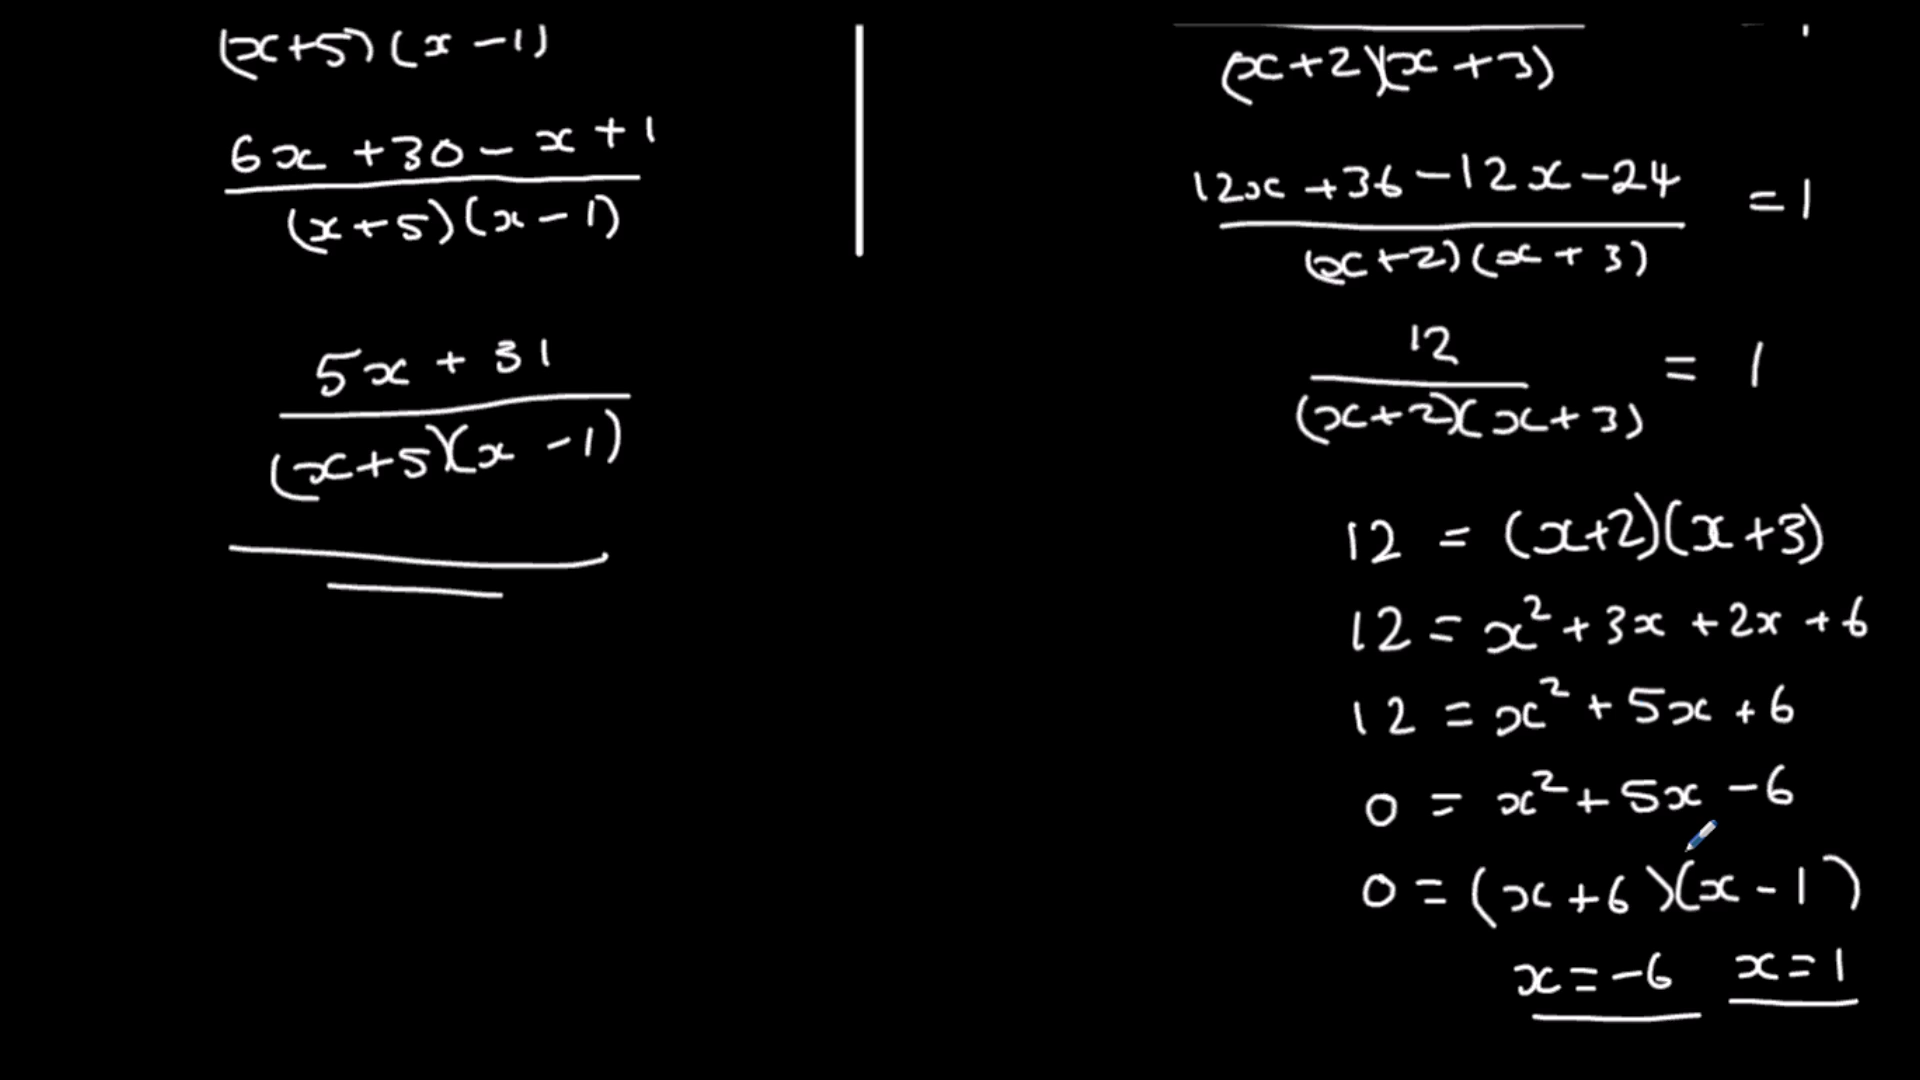 (x+5)(x-1)
6x+30-x+1
(x+5)(x-1)
5x+31
(x+5)(x-1)
(x+2)(x+3)
12x+36-12x-24 =1
(x+2)(x+3)
12 = 1
(x+2)(x+3)
12 = (x+2)(x+3)
12 = x²+3x+2x+6
12 = x²+5x+6
0 = x²+5x-6
0 = (x+6)(x-1)
x=-6 x=1